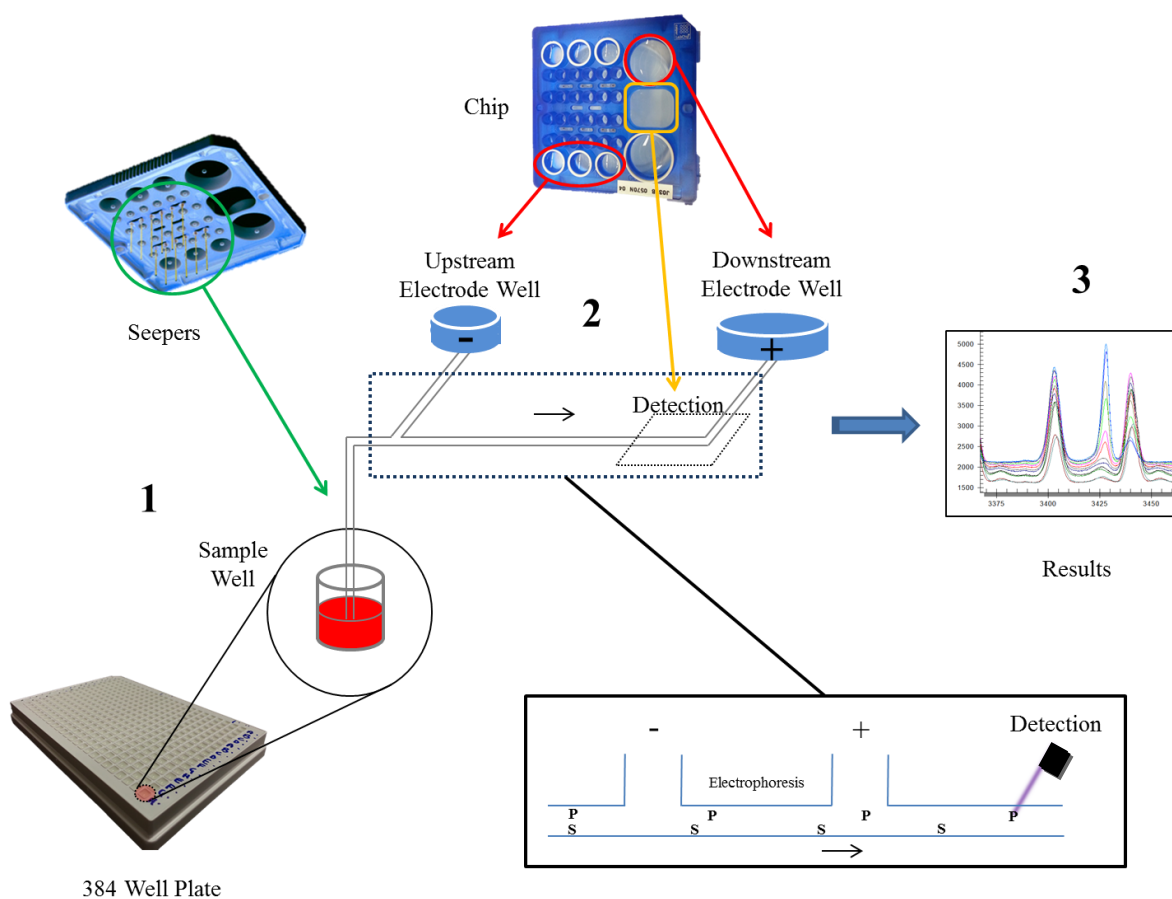 Chip
Seepers
Upstream
Electrode Well
-
2
Downstream
Electrode Well
+
3
Detection
5000
4500
4000
3500
3000
2500
2000
1500
3375
3400
3425
3450
Results
1
Sample
Well
384 Well Plate
-
+
Detection
Electrophoresis
P
P
P
P
S
S
S
S